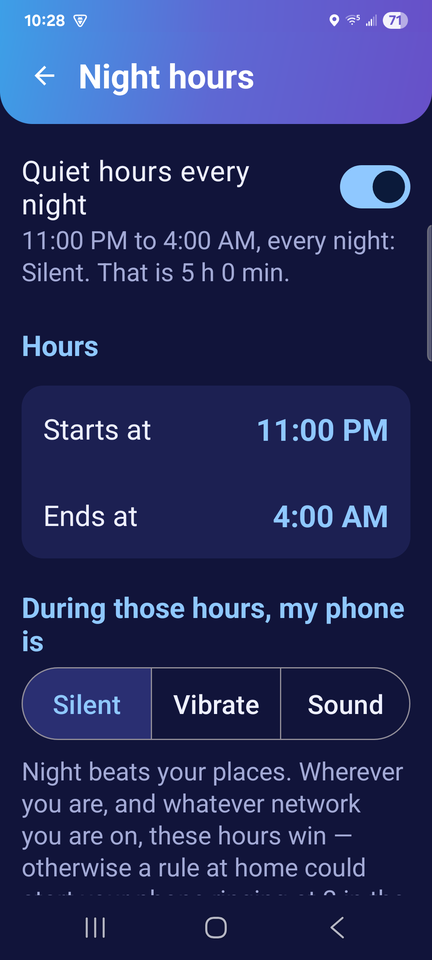 10:28
71
Night hours
Quiet hours every
night
11:00 PM to 4:00 AM, every night:
Silent. That is 5 h 0 min.
Hours
Starts at
11:00 PM
Ends at
4:00 AM
During those hours, my phone
is
Silent
Vibrate
Sound
Night beats your places. Wherever
you are, and whatever network
you are on, these hours win —
otherwise a rule at home could